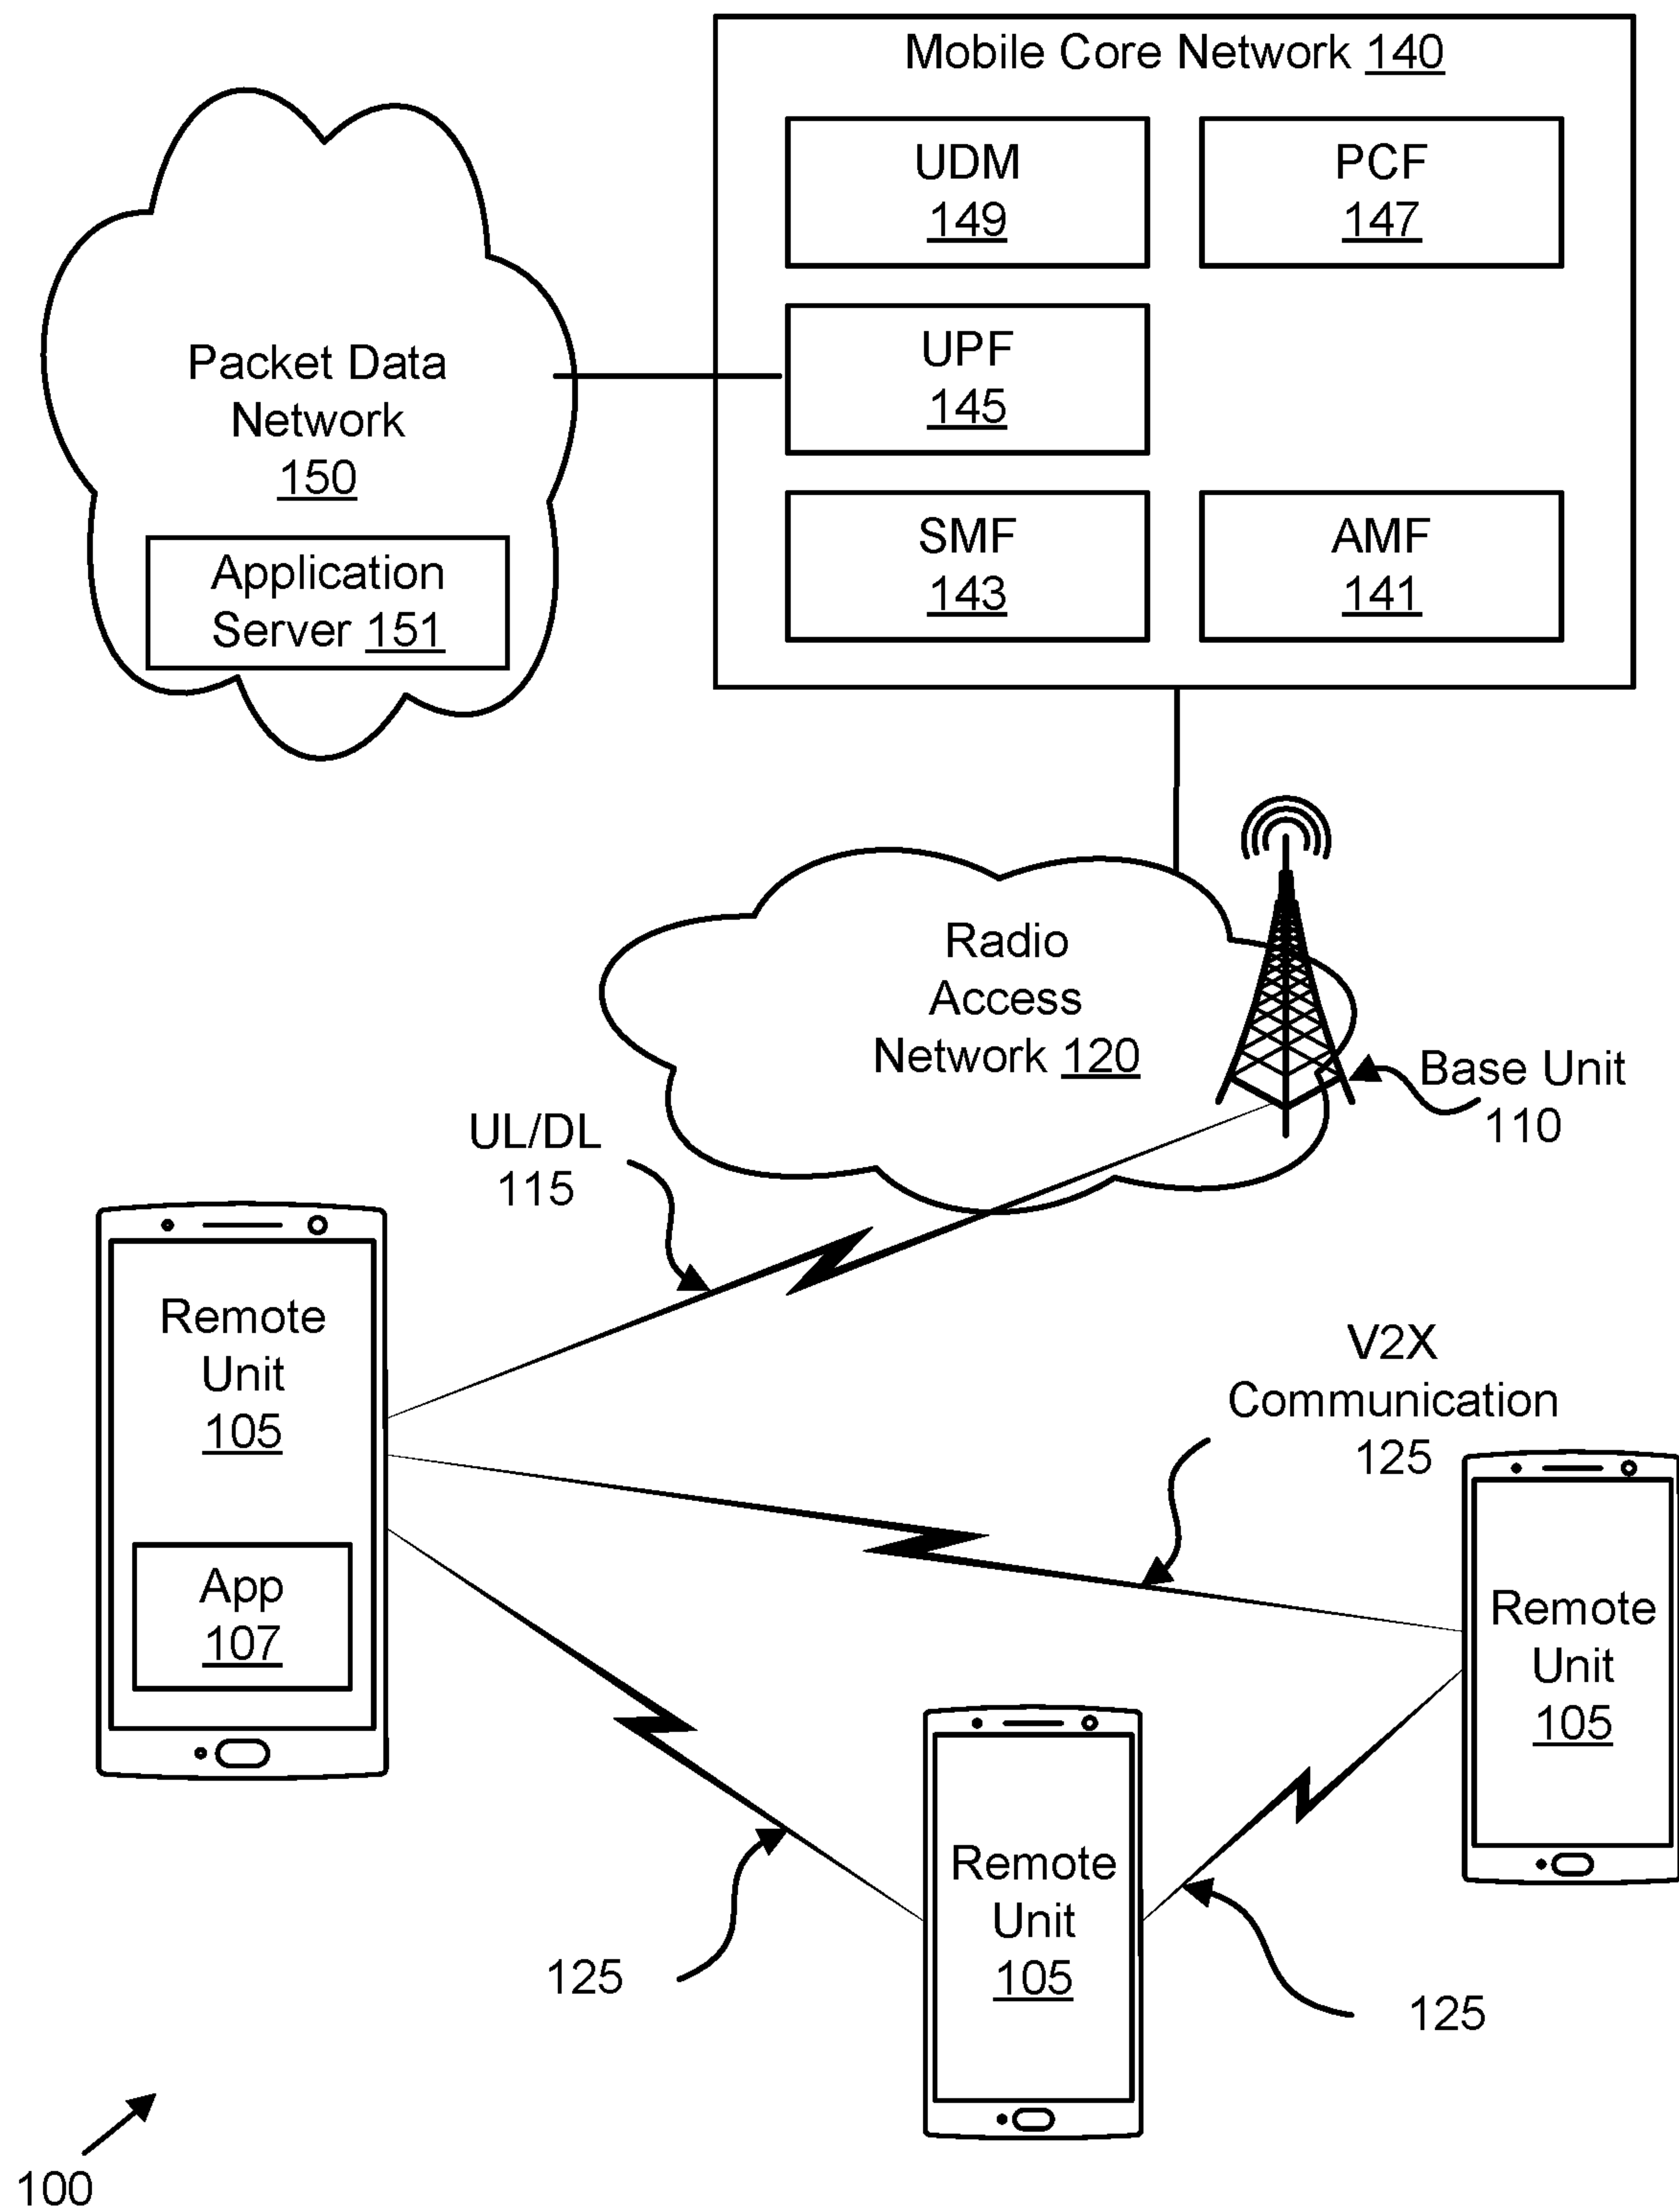 Mobile Core Network 140
UDM
149
PCF
147
UPF
145
SMF
143
AMF
141
Packet Data
Network
150
Application
Server 151
Radio
Access
Network 120
Base Unit
110
UL/DL
115
Remote
Unit
105
App
107
V2X
Communication
125
Remote
Unit
105
Remote
Unit
105
125
125
100